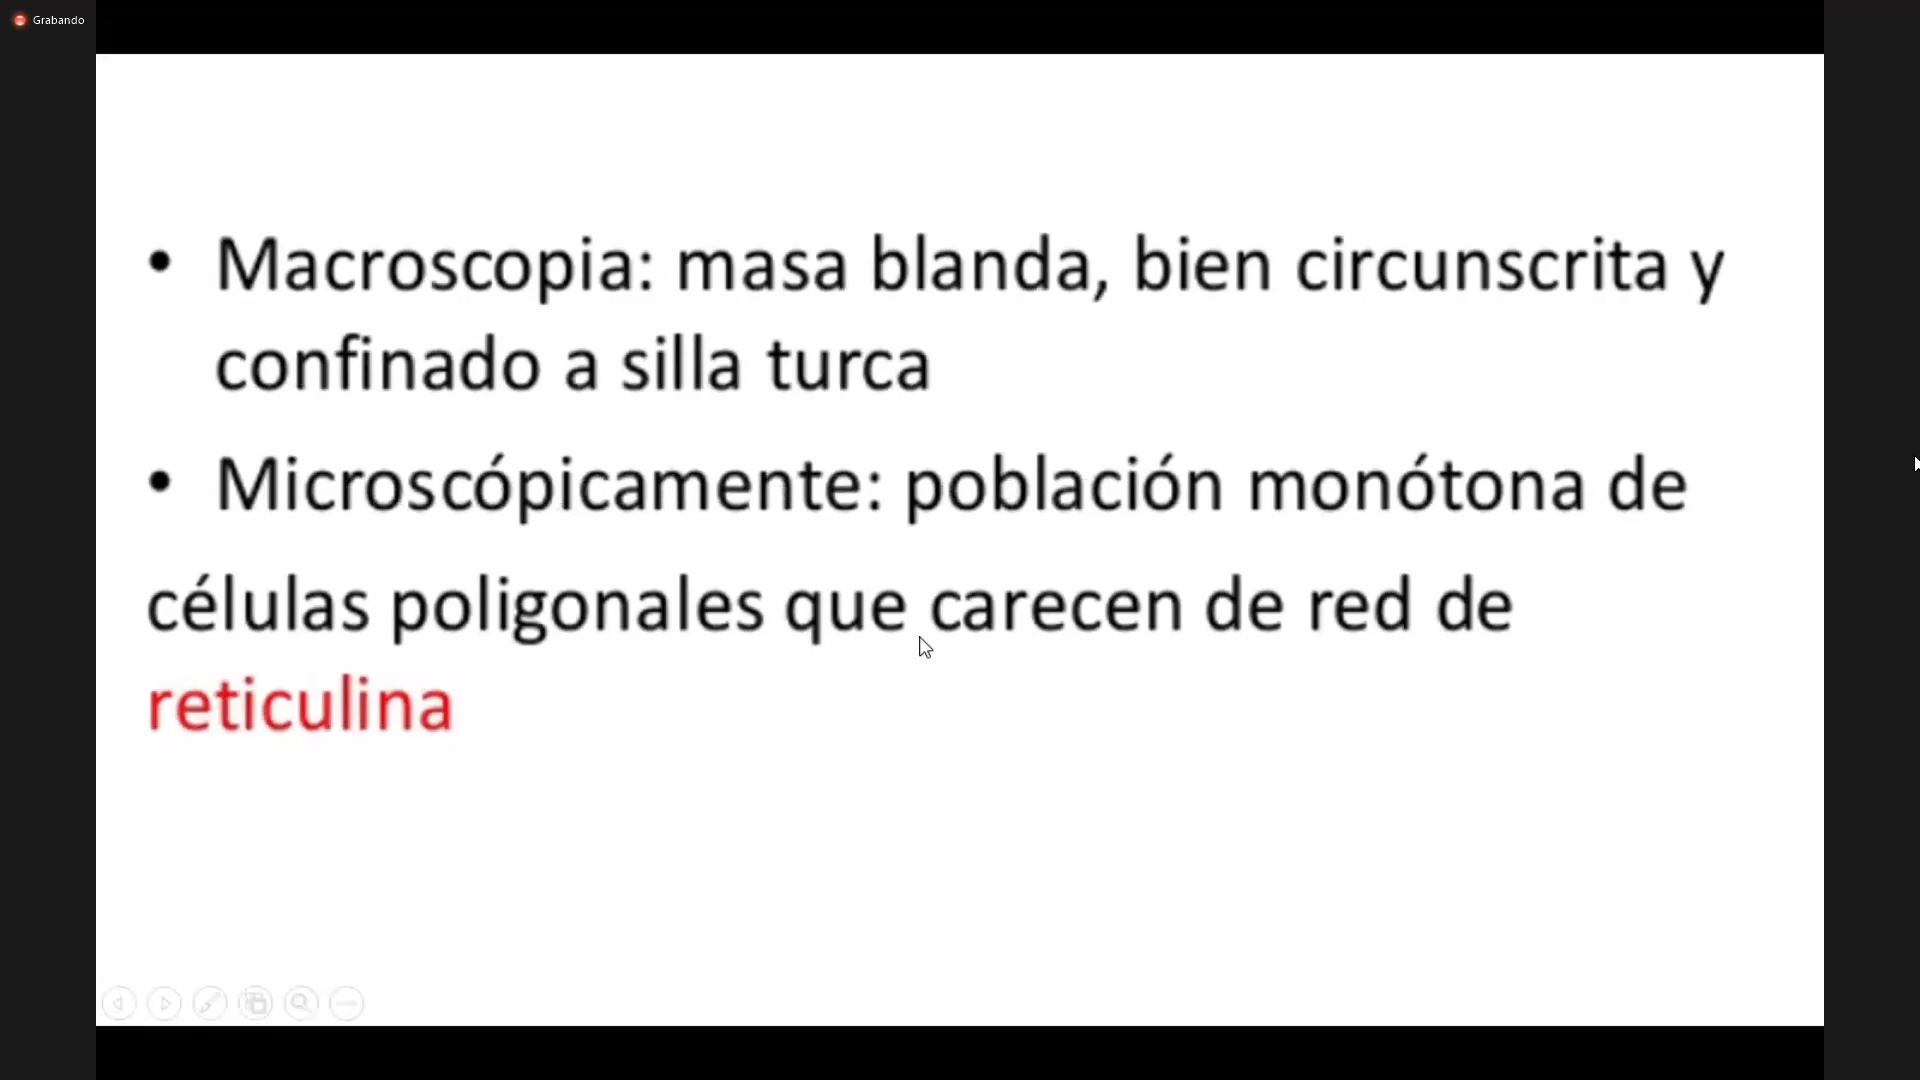 Grabando
• Macroscopia: masa blanda, bien circunscrita y
confinado a silla turca
• Microscópicamente: población monótona de
células poligonales que carecen de red de
reticulina